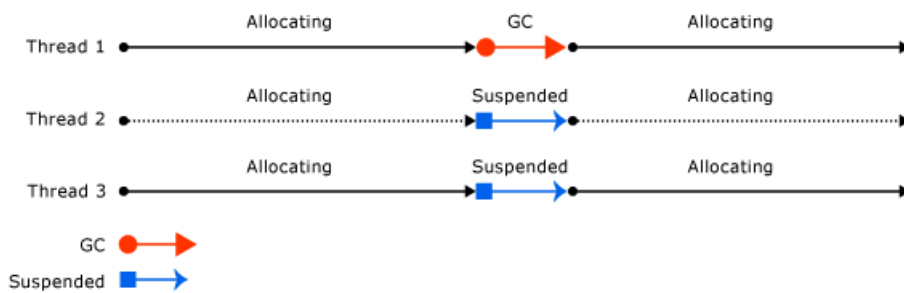 Allocating GC Allocating
Thread 1
Allocating Suspended Allocating
Thread 2
Allocating Suspended Allocating
Thread 3
GC
Suspended